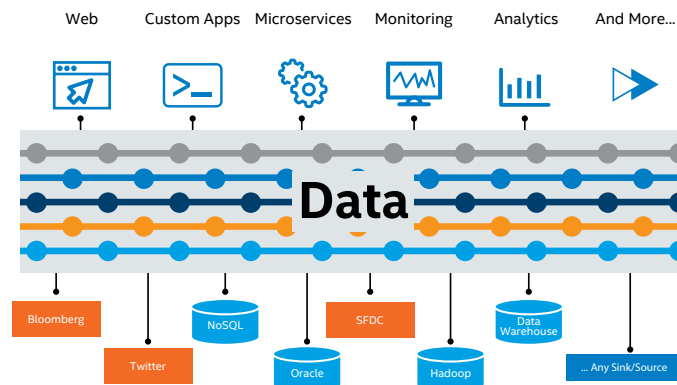 Web
Custom Apps
Microservices
Monitoring
Analytics
And More...
>_
Data
Bloomberg
Twitter
NoSQL
Oracle
SFDC
Hadoop
Data
Warehouse
... Any Sink/Source